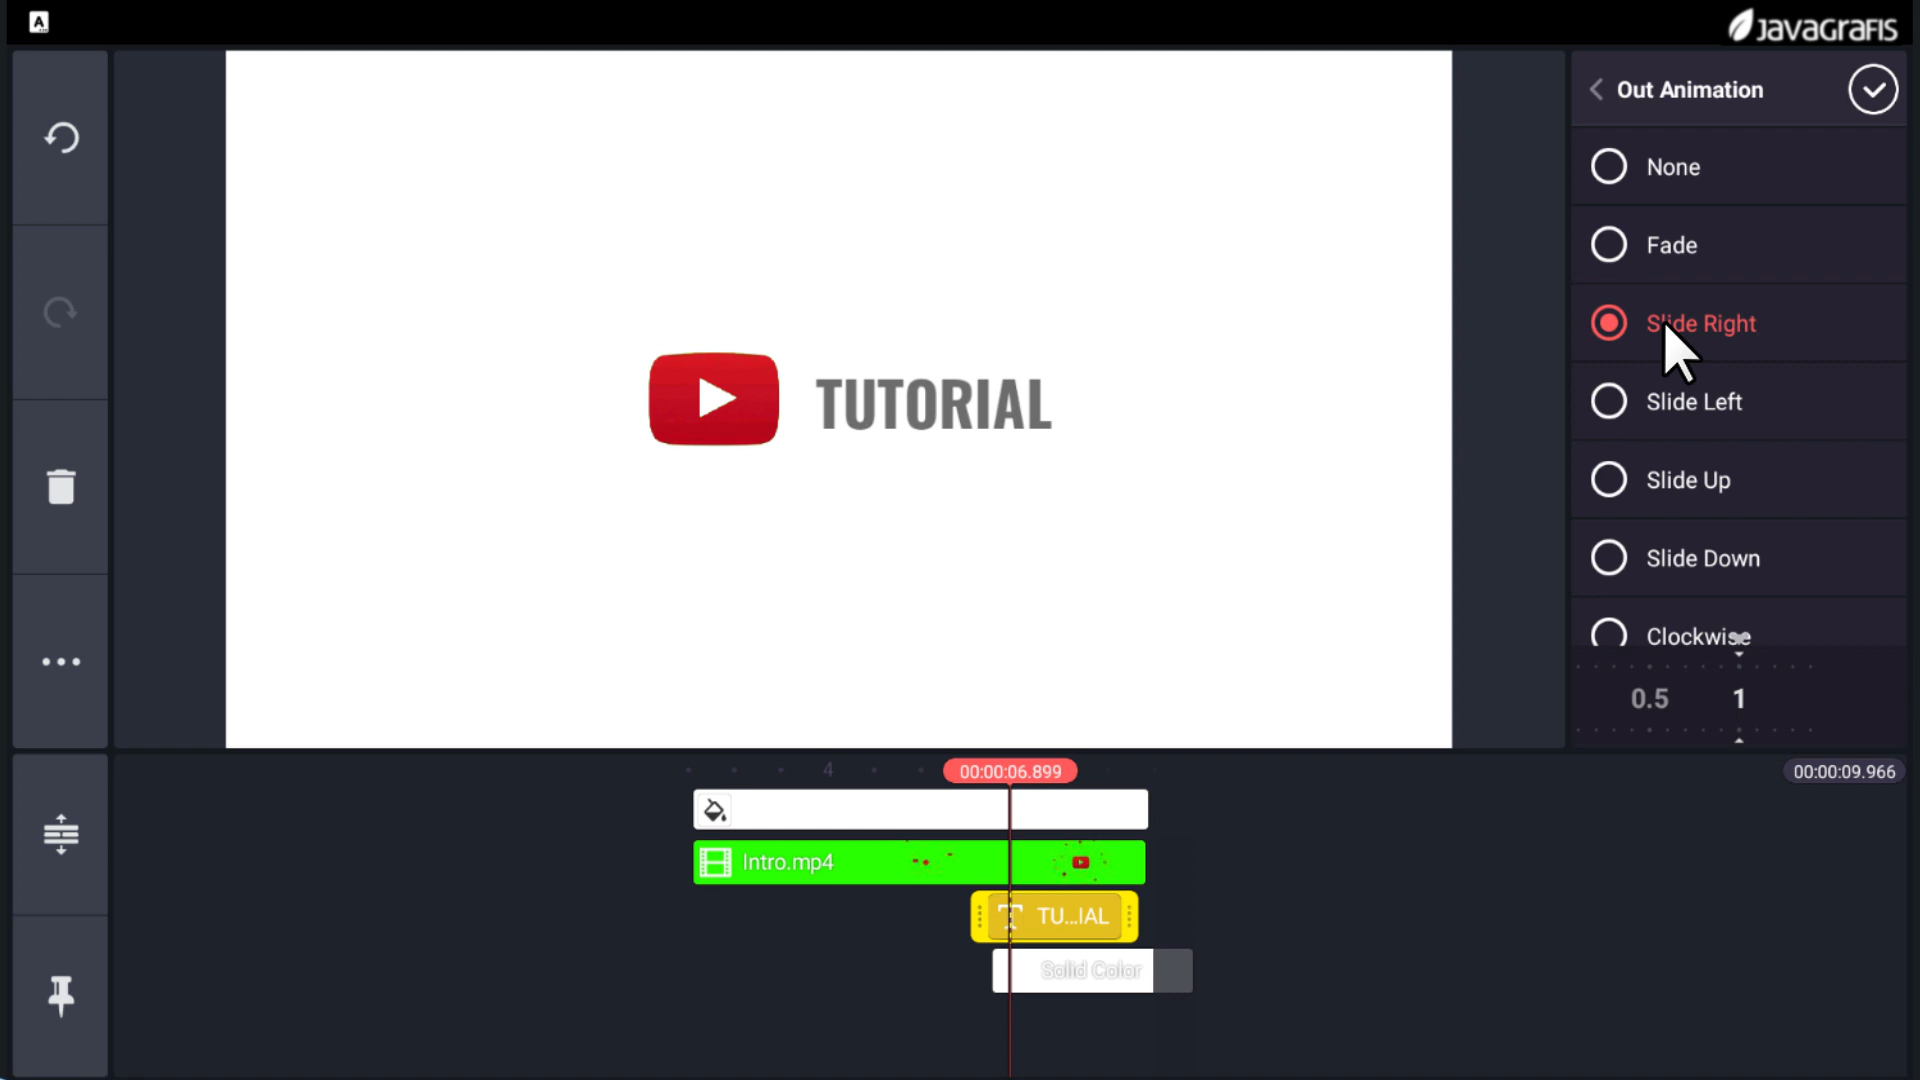 A
JAVAGRAFIS
Out Animation
None
Fade
Slide Right
Slide Left
Slide Up
Slide Down
Clockwise
0.5 1
TUTORIAL
4 00:00:06.899 00:00:09.966
Intro.mp4
TU...IAL
Solid Color